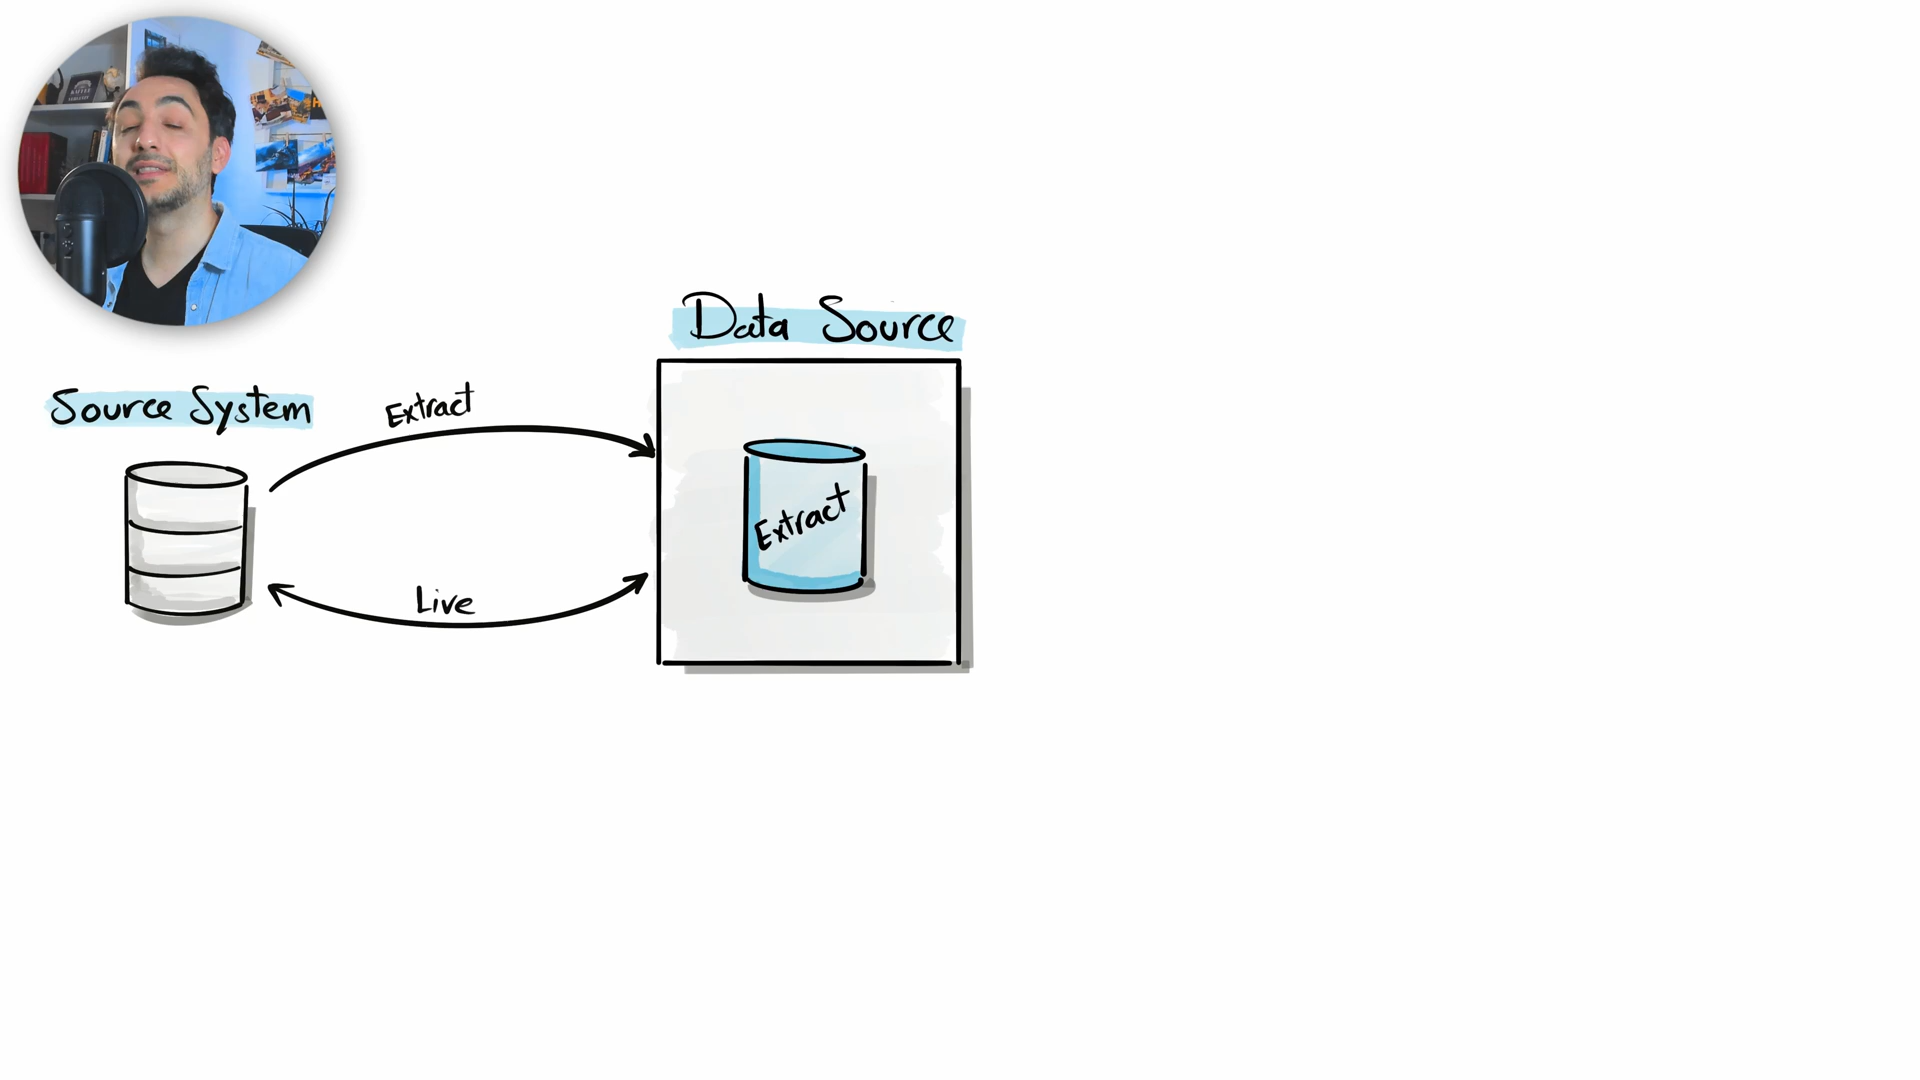 Data Source
Source System
Extract
Extract
Live